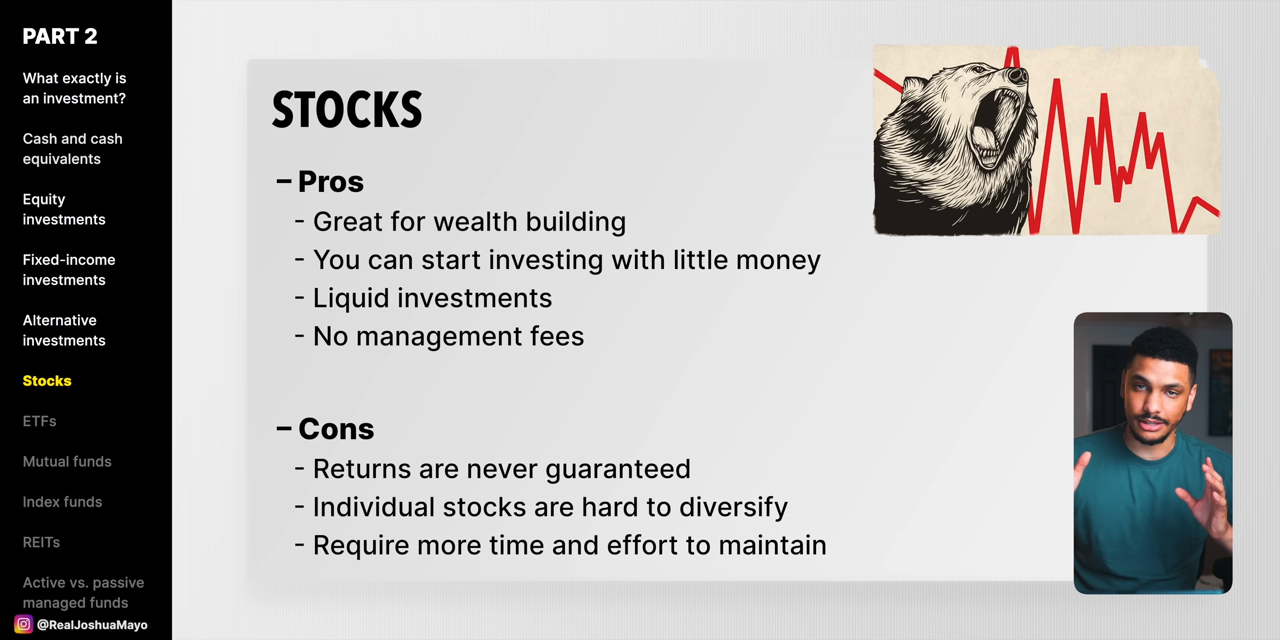 PART 2
What exactly is
an investment?
Cash and cash
equivalents
Equity
investments
Fixed-income
investments
Alternative
investments
Stocks
ETFs
Mutual funds
Index funds
REITs
Active vs. passive
managed funds
@RealJoshuaMayo
STOCKS
– Pros
- Great for wealth building
- You can start investing with little money
- Liquid investments
- No management fees
– Cons
- Returns are never guaranteed
- Individual stocks are hard to diversify
- Require more time and effort to maintain